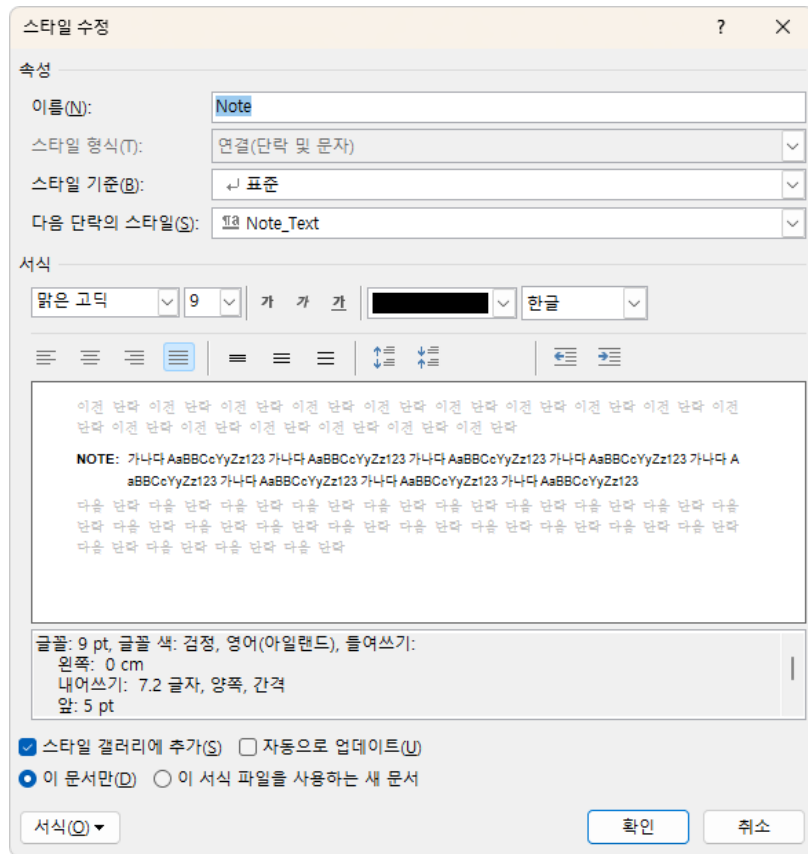 스타일 수정 ? ×
속성
이름(N): Note
스타일 형식(T): 연결(단락 및 문자)
스타일 기준(B): ↵ 표준
다음 단락의 스타일(S): ¶a Note_Text
서식
맑은 고딕 9 가 가 가 한글
이전 단락 이전 단락 이전 단락 이전 단락 이전 단락 이전 단락 이전 단락 이전 단락 이전 단락 이전
단락 이전 단락 이전 단락 이전 단락 이전 단락 이전 단락 이전 단락
NOTE: 가나다 AaBBCcYyZz123 가나다 AaBBCcYyZz123 가나다 AaBBCcYyZz123 가나다 AaBBCcYyZz123 가나다 A
aBBCcYyZz123 가나다 AaBBCcYyZz123 가나다 AaBBCcYyZz123 가나다 AaBBCcYyZz123
다음 단락 다음 단락 다음 단락 다음 단락 다음 단락 다음 단락 다음 단락 다음 단락 다음 단락 다음
단락 다음 단락 다음 단락 다음 단락 다음 단락 다음 단락 다음 단락 다음 단락 다음 단락 다음 단락
다음 단락 다음 단락 다음 단락 다음 단락
글꼴: 9 pt, 글꼴 색: 검정, 영어(아일랜드), 들여쓰기:
왼쪽: 0 cm
내어쓰기: 7.2 글자, 양쪽, 간격
앞: 5 pt
스타일 갤러리에 추가(S) 자동으로 업데이트(U)
이 문서만(D) 이 서식 파일을 사용하는 새 문서
서식(O) 확인 취소